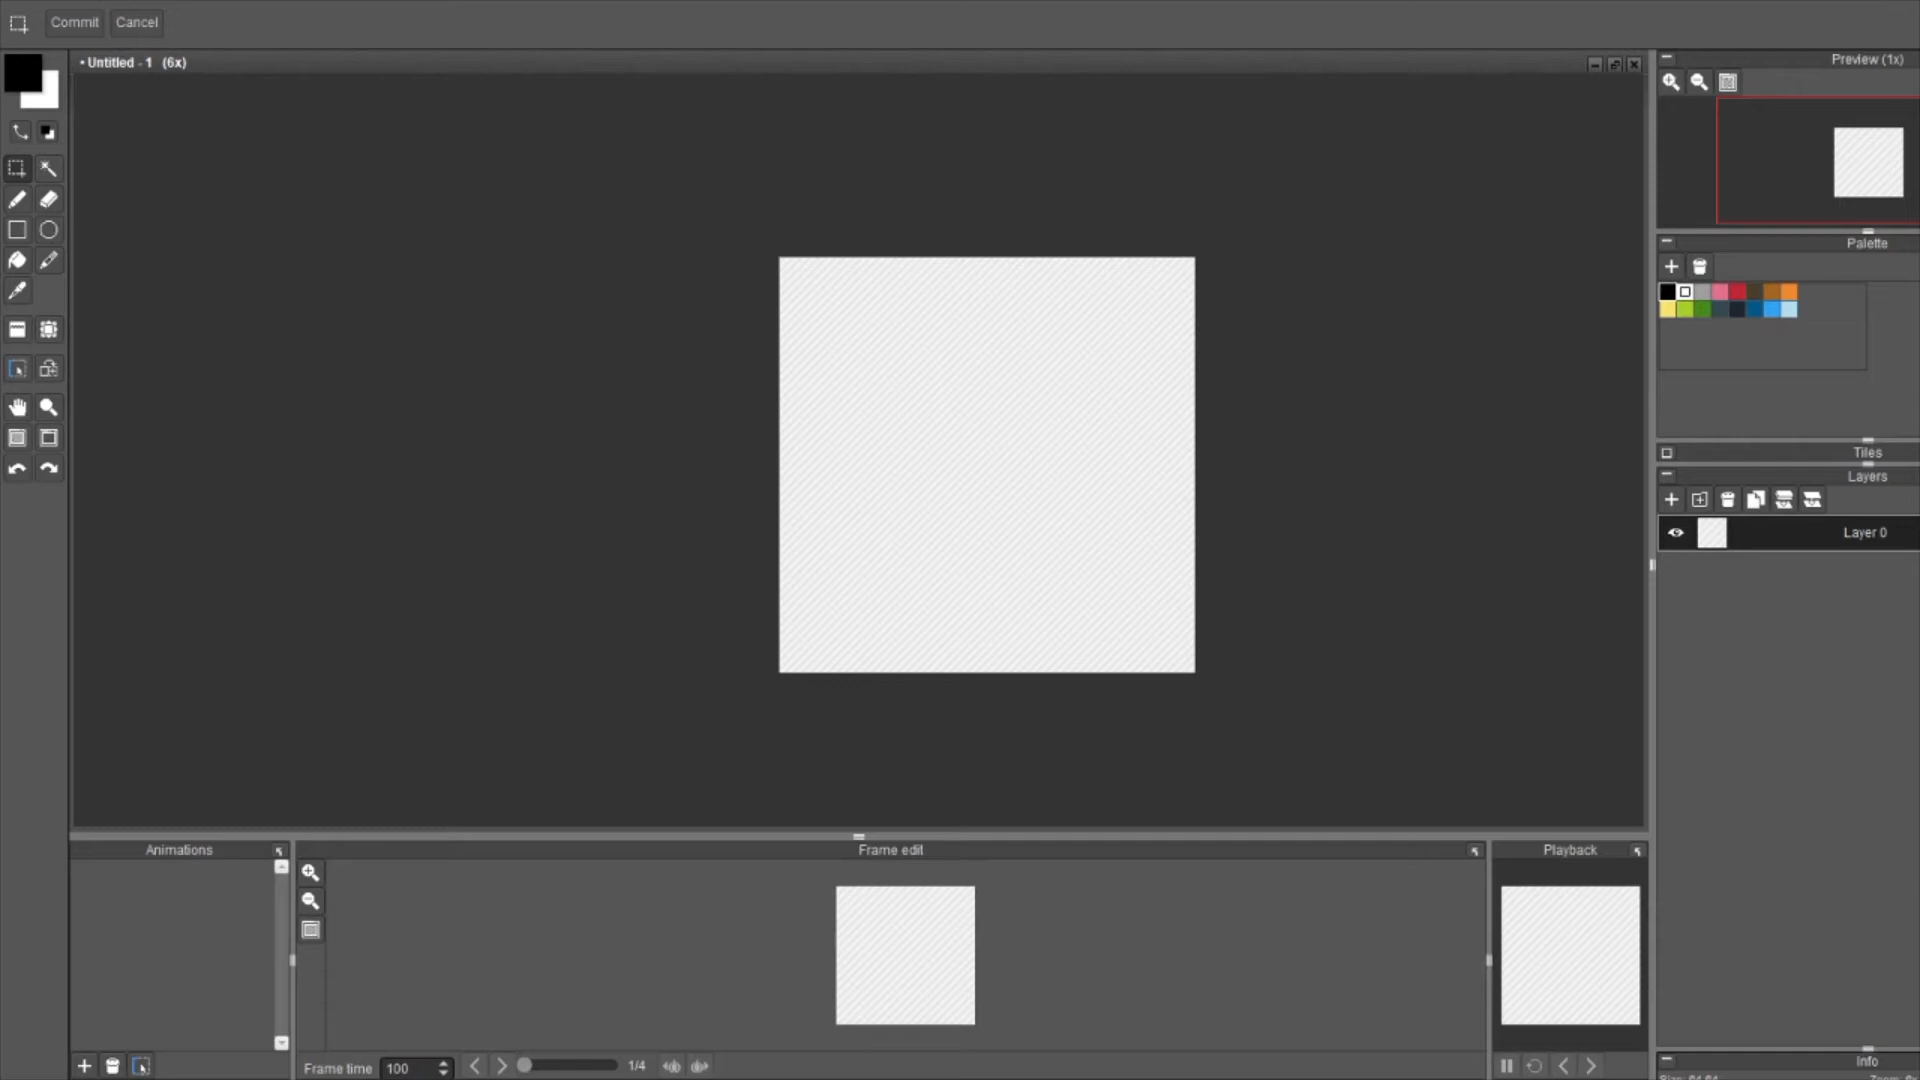 Commit Cancel
• Untitled - 1 (6x)
Preview (1x)
Palette
Tiles
Layers
Layer 0
Animations
Frame edit
Playback
Frame time 100
1/4
Info